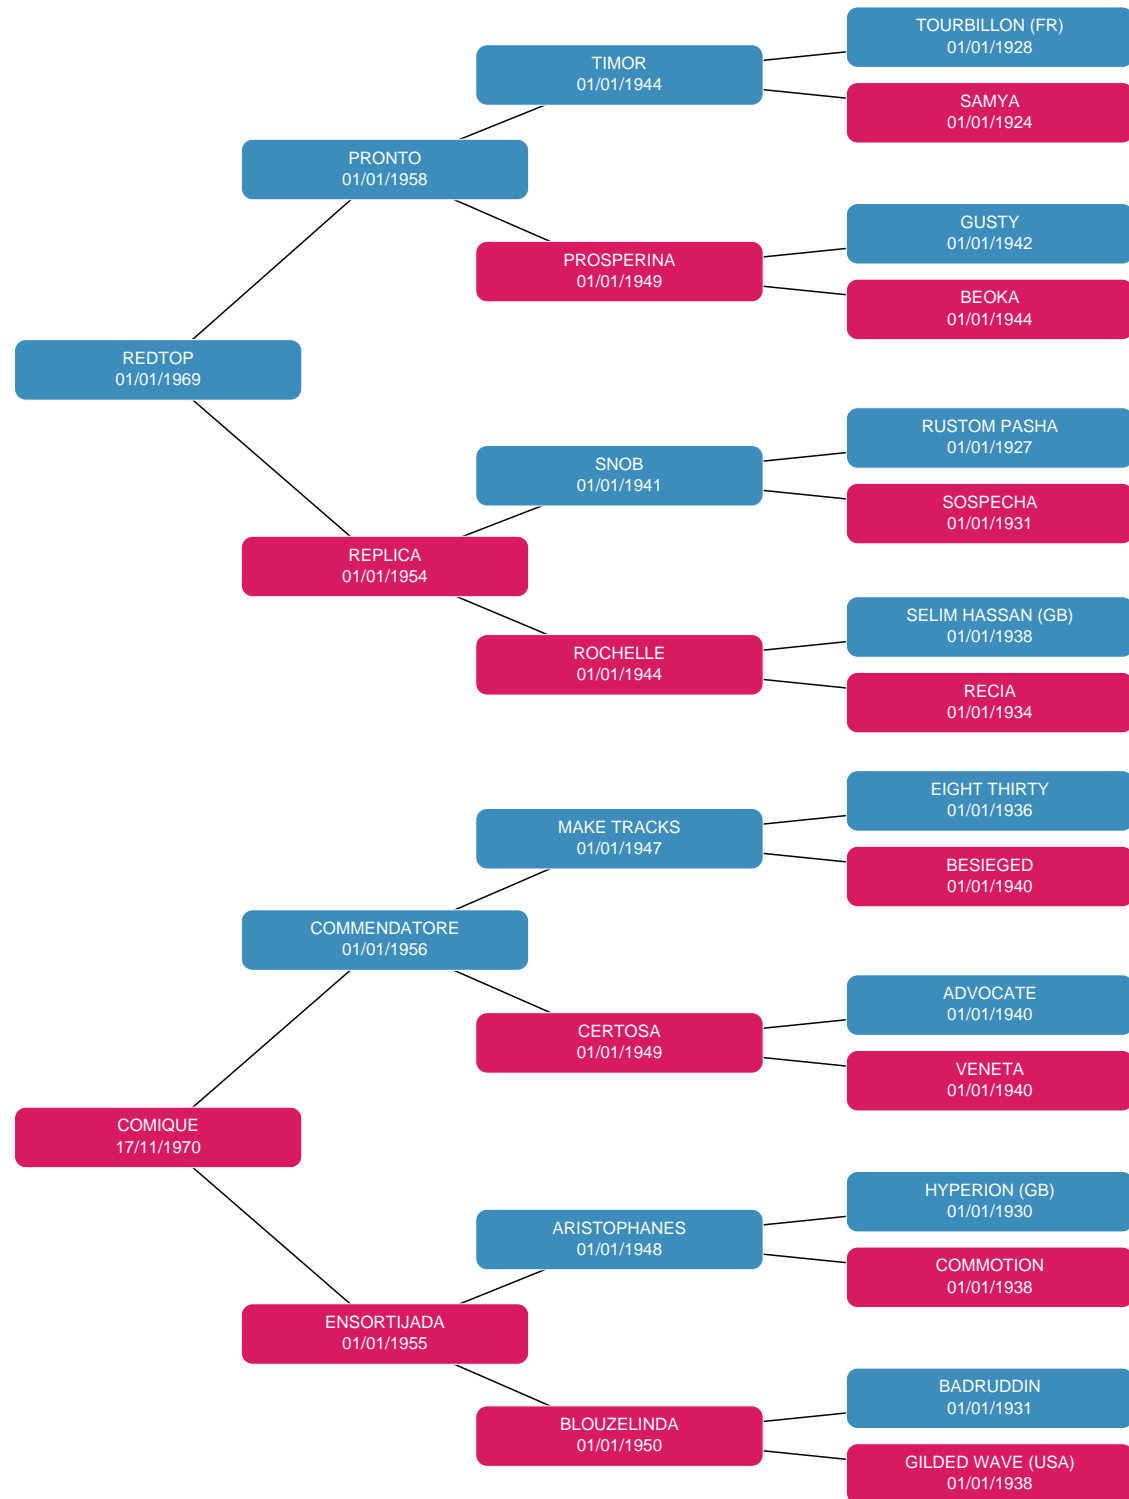 TOURBILLON (FR)
01/01/1928
TIMOR
01/01/1944
SAMYA
01/01/1924
PRONTO
01/01/1958
GUSTY
01/01/1942
PROSPERINA
01/01/1949
BEOKA
01/01/1944
REDTOP
01/01/1969
RUSTOM PASHA
01/01/1927
SNOB
01/01/1941
SOSPECHA
01/01/1931
REPLICA
01/01/1954
SELIM HASSAN (GB)
01/01/1938
ROCHELLE
01/01/1944
RECIA
01/01/1934
EIGHT THIRTY
01/01/1936
MAKE TRACKS
01/01/1947
BESIEGED
01/01/1940
COMMENDATORE
01/01/1956
ADVOCATE
01/01/1940
CERTOSA
01/01/1949
VENETA
01/01/1940
COMIQUE
17/11/1970
HYPERION (GB)
01/01/1930
ARISTOPHANES
01/01/1948
COMMOTION
01/01/1938
ENSORTIJADA
01/01/1955
BADRUDDIN
01/01/1931
BLOUZELINDA
01/01/1950
GILDED WAVE (USA)
01/01/1938